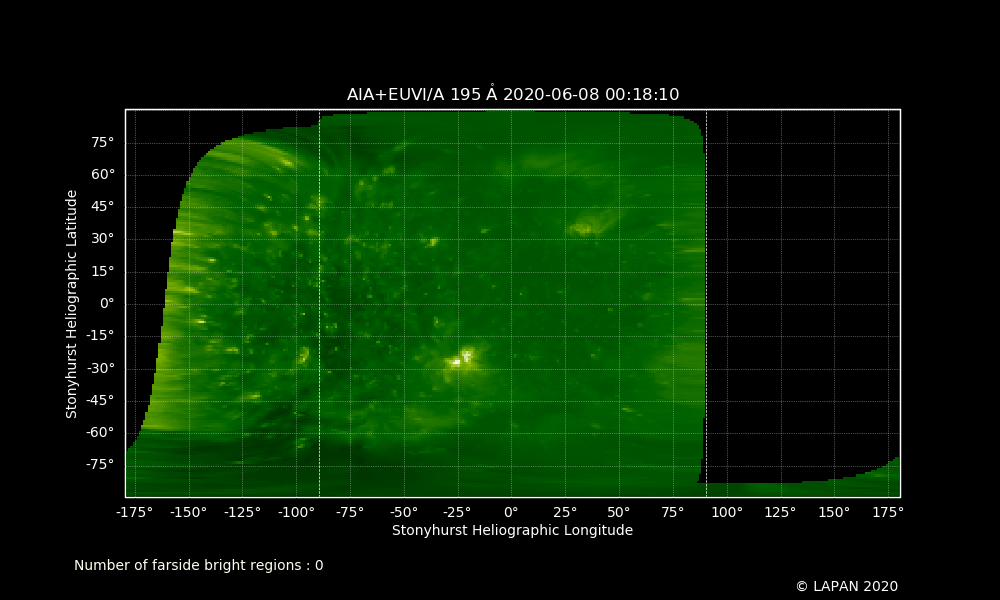 AIA+EUVI/A 195 Å 2020-06-08 00:18:10
75°
60°
45°
30°
15°
0°
-15°
-30°
-45°
-60°
-75°
Stonyhurst Heliographic Latitude
-175° -150° -125° -100° -75° -50° -25° 0° 25° 50° 75° 100° 125° 150° 175°
Stonyhurst Heliographic Longitude
Number of farside bright regions : 0
© LAPAN 2020